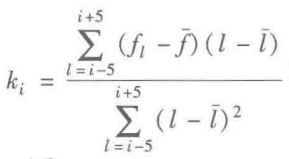 $$k_i = \frac{\sum_{l=i-5}^{i+5} (f_l - \bar{f})(l - \bar{l})}{\sum_{l=i-5}^{i+5} (l - \bar{l})^2}$$